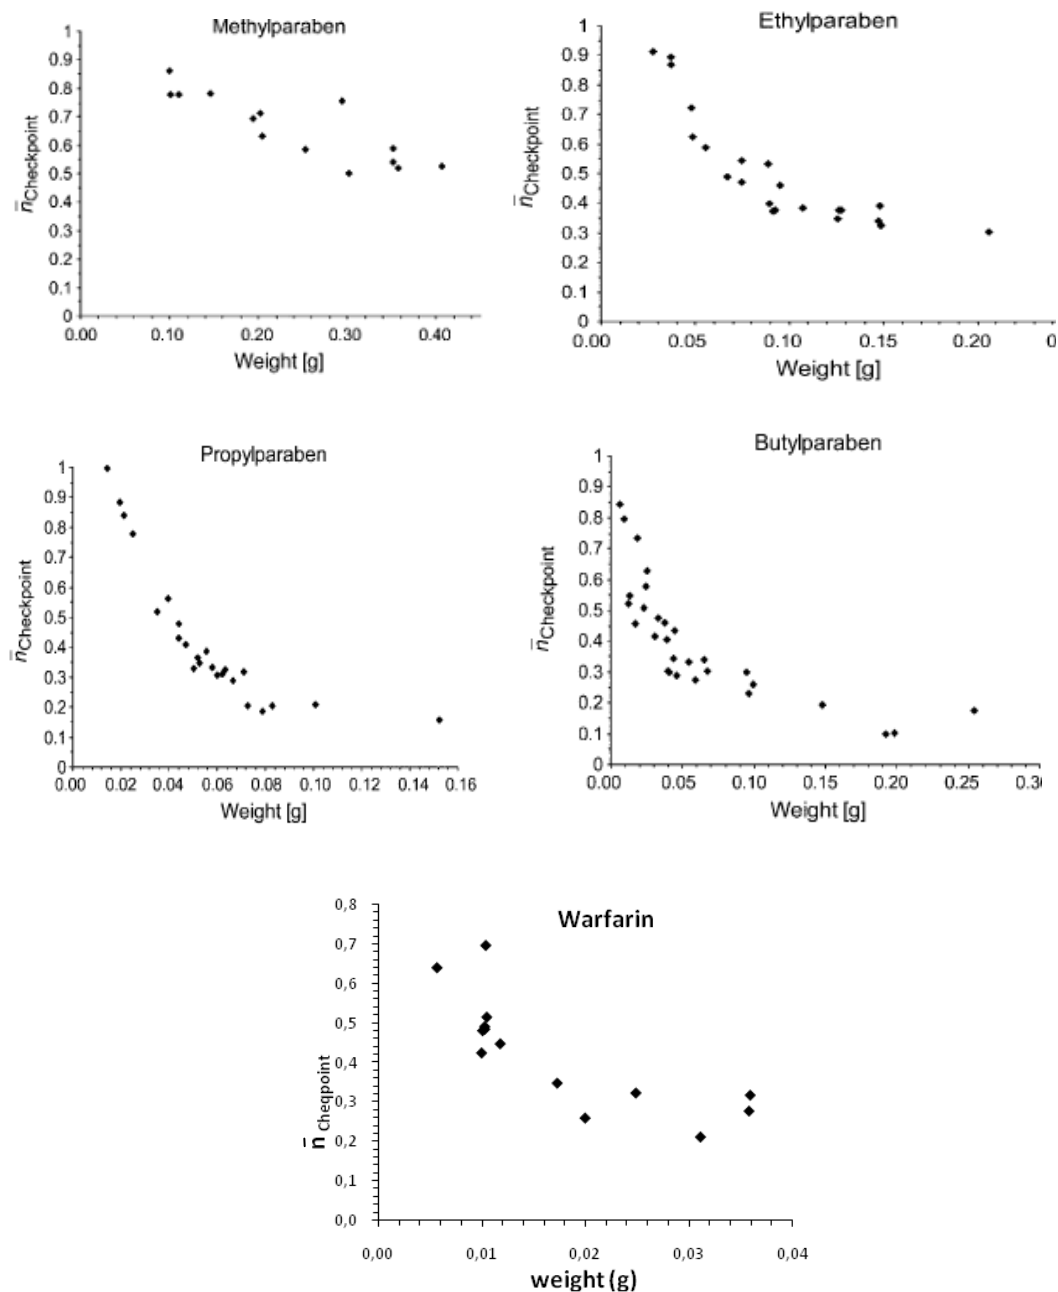 Methylparaben
1
0.9
0.8
0.7
0.6
0.5
0.4
0.3
0.2
0.1
0
n̅Checkpoint
0.00 0.10 0.20 0.30 0.40
Weight [g]
Ethylparaben
1
0.9
0.8
0.7
0.6
0.5
0.4
0.3
0.2
0.1
0
n̅Checkpoint
0.00 0.05 0.10 0.15 0.20 0
Weight [g]
Propylparaben
1
0.9
0.8
0.7
0.6
0.5
0.4
0.3
0.2
0.1
0
n̅Checkpoint
0.00 0.02 0.04 0.06 0.08 0.10 0.12 0.14 0.16
Weight [g]
Butylparaben
1
0.9
0.8
0.7
0.6
0.5
0.4
0.3
0.2
0.1
0
n̅Checkpoint
0.00 0.05 0.10 0.15 0.20 0.25 0.30
Weight [g]
Warfarin
0,8
0,7
0,6
0,5
0,4
0,3
0,2
0,1
0,0
n̅ Cheqpoint
0,00 0,01 0,02 0,03 0,04
weight (g)